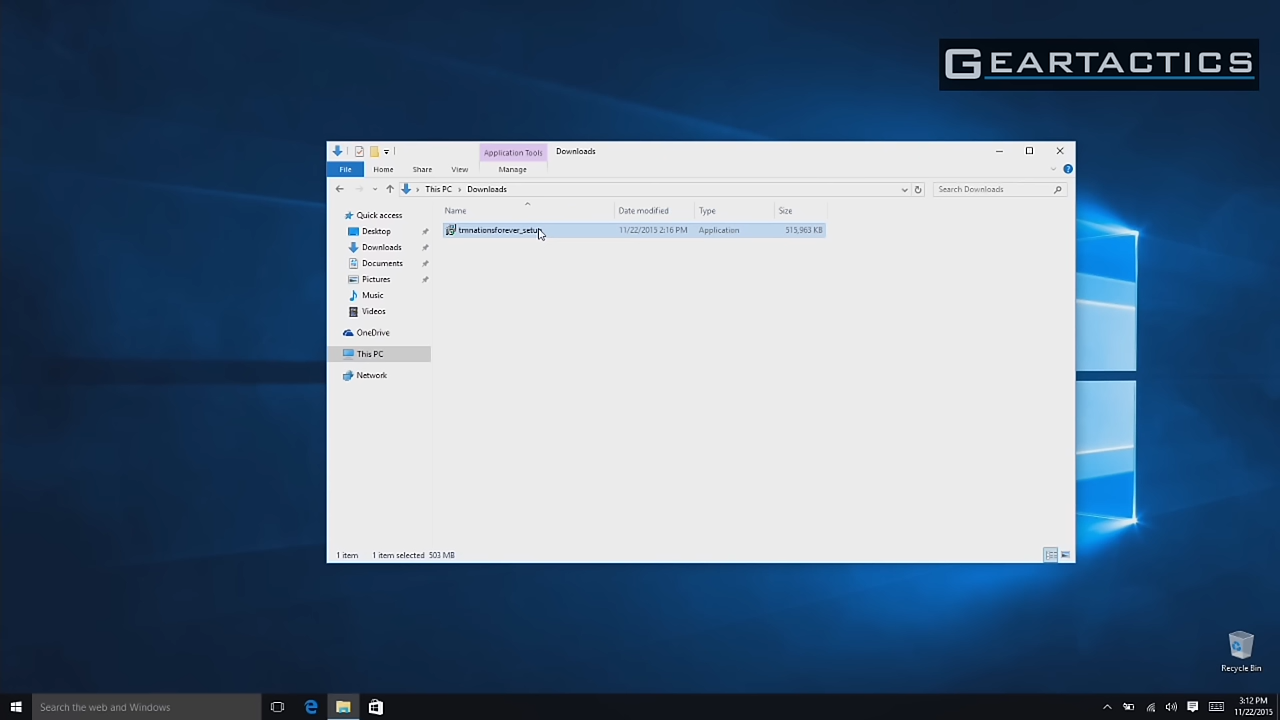 GEARTACTICS
Application Tools Downloads
File Home Share View Manage
This PC Downloads Search Downloads
Name Date modified Type Size
tmnationsforever_setup 11/22/2015 2:16 PM Application 515,963 KB
Quick access
Desktop
Downloads
Documents
Pictures
Music
Videos
OneDrive
This PC
Network
1 item 1 item selected 503 MB
Recycle Bin
Search the web and Windows
3:12 PM
11/22/2015